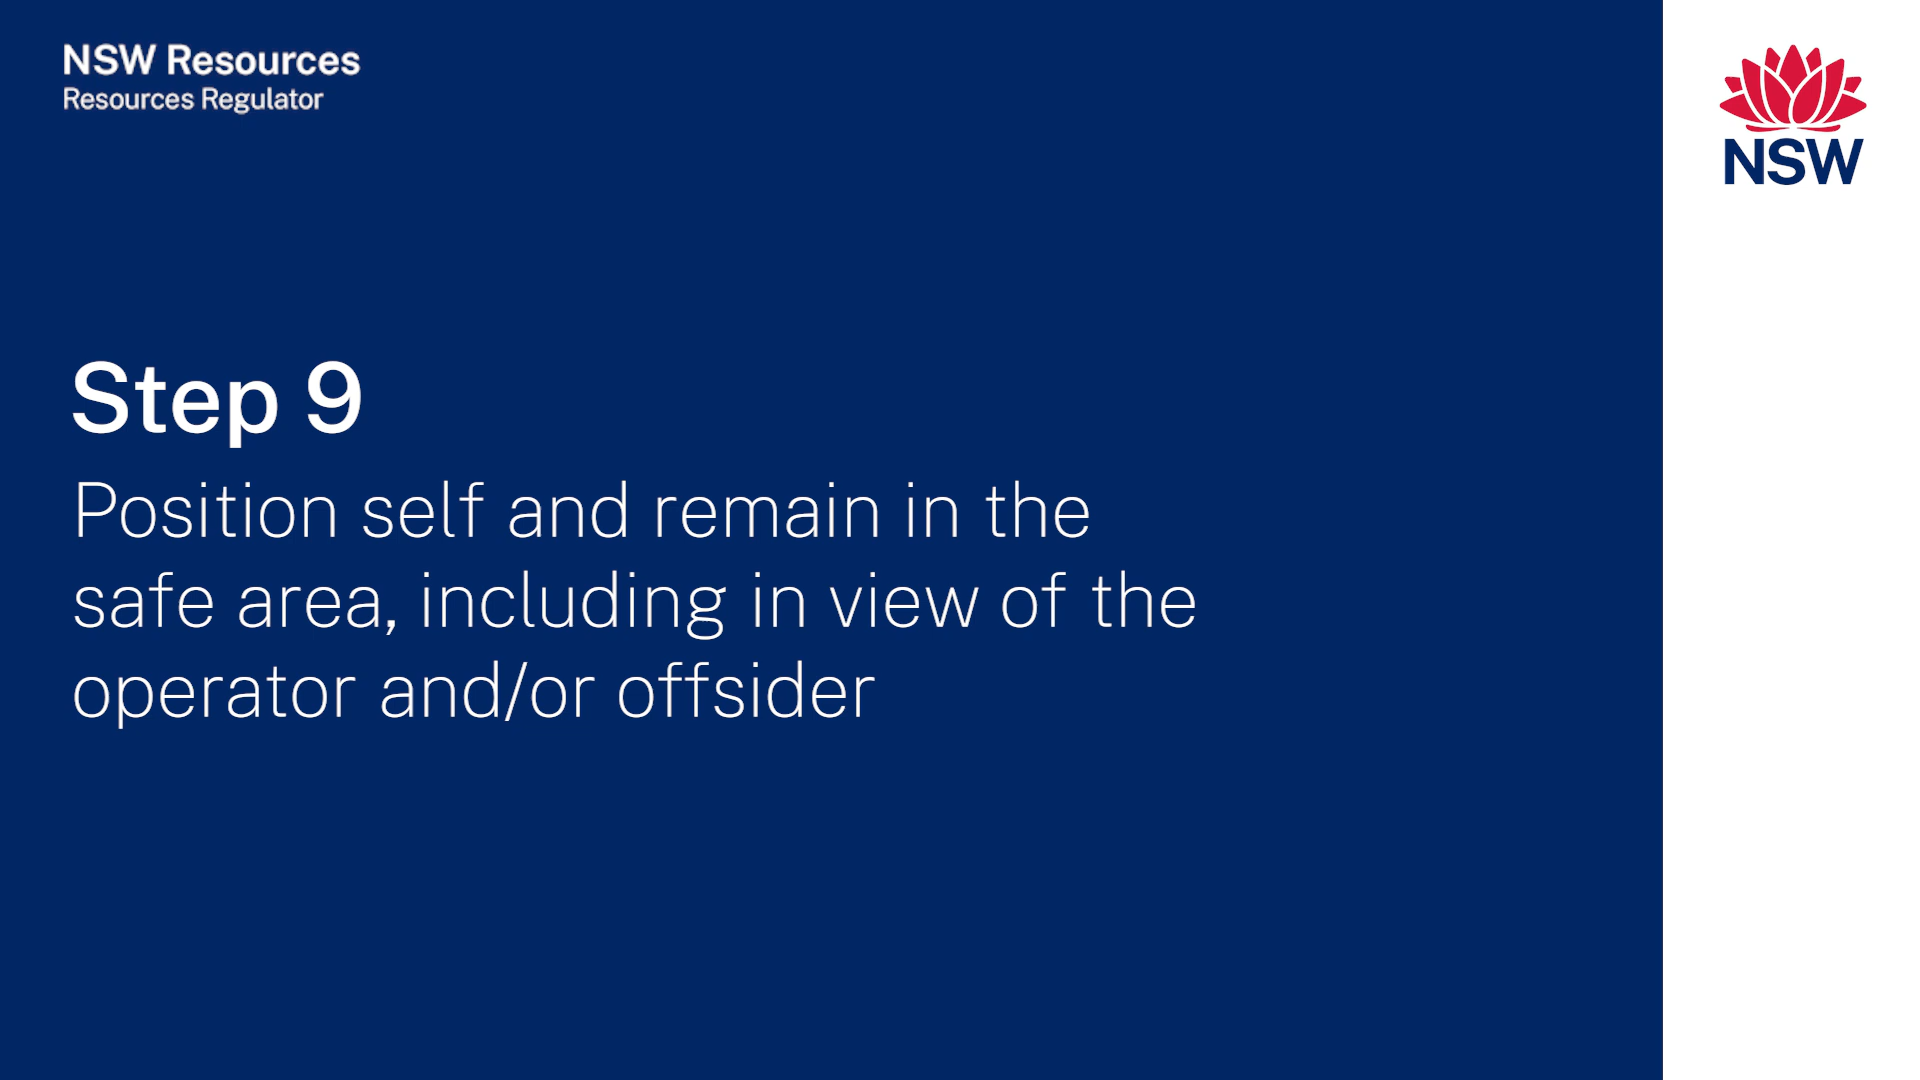 NSW Resources
Resources Regulator
NSW
Step 9
Position self and remain in the
safe area, including in view of the
operator and/or offsider